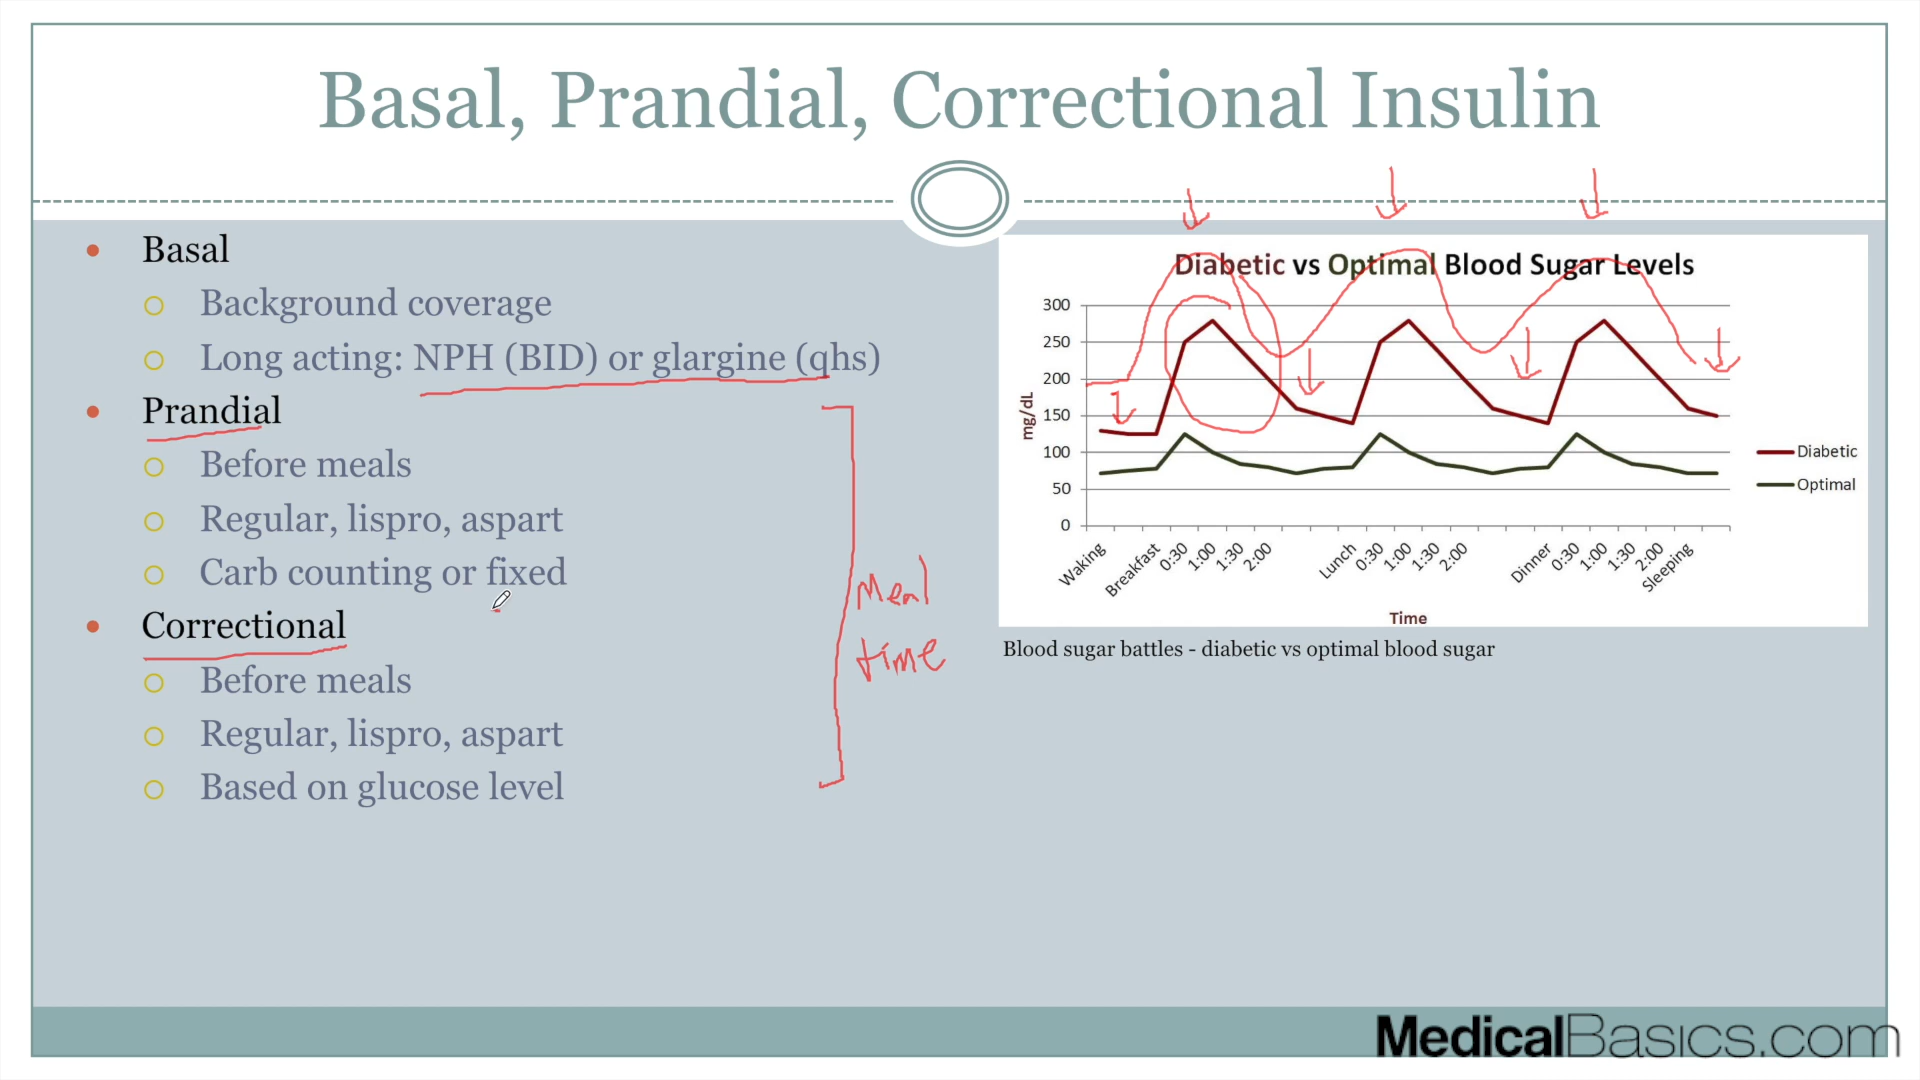 Basal, Prandial, Correctional Insulin
Basal
Background coverage
Long acting: NPH (BID) or glargine (qhs)
Prandial
Before meals
Regular, lispro, aspart
Carb counting or fixed
Correctional
Before meals
Regular, lispro, aspart
Based on glucose level
Meal
time
Diabetic vs Optimal Blood Sugar Levels
300
250
200
150
100
50
0
mg/dL
Waking
Breakfast
0:30
1:00
1:30
2:00
Lunch
0:30
1:00
1:30
2:00
Dinner
0:30
1:00
1:30
2:00
Sleeping
Time
Diabetic
Optimal
Blood sugar battles - diabetic vs optimal blood sugar
MedicalBasics.com